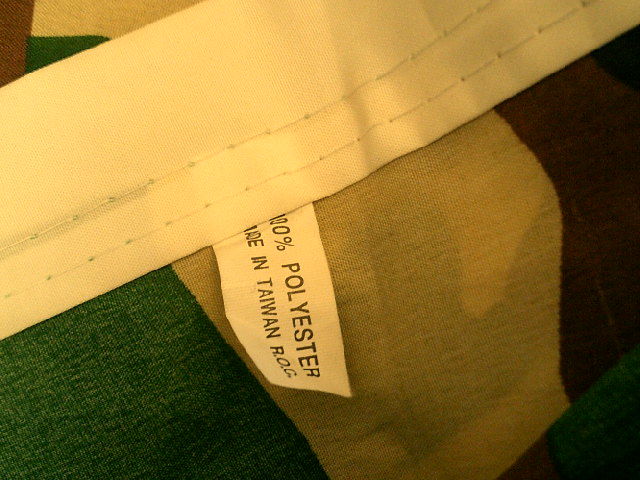 00% POLYESTER
ADE IN TAIWAN R.O.C.